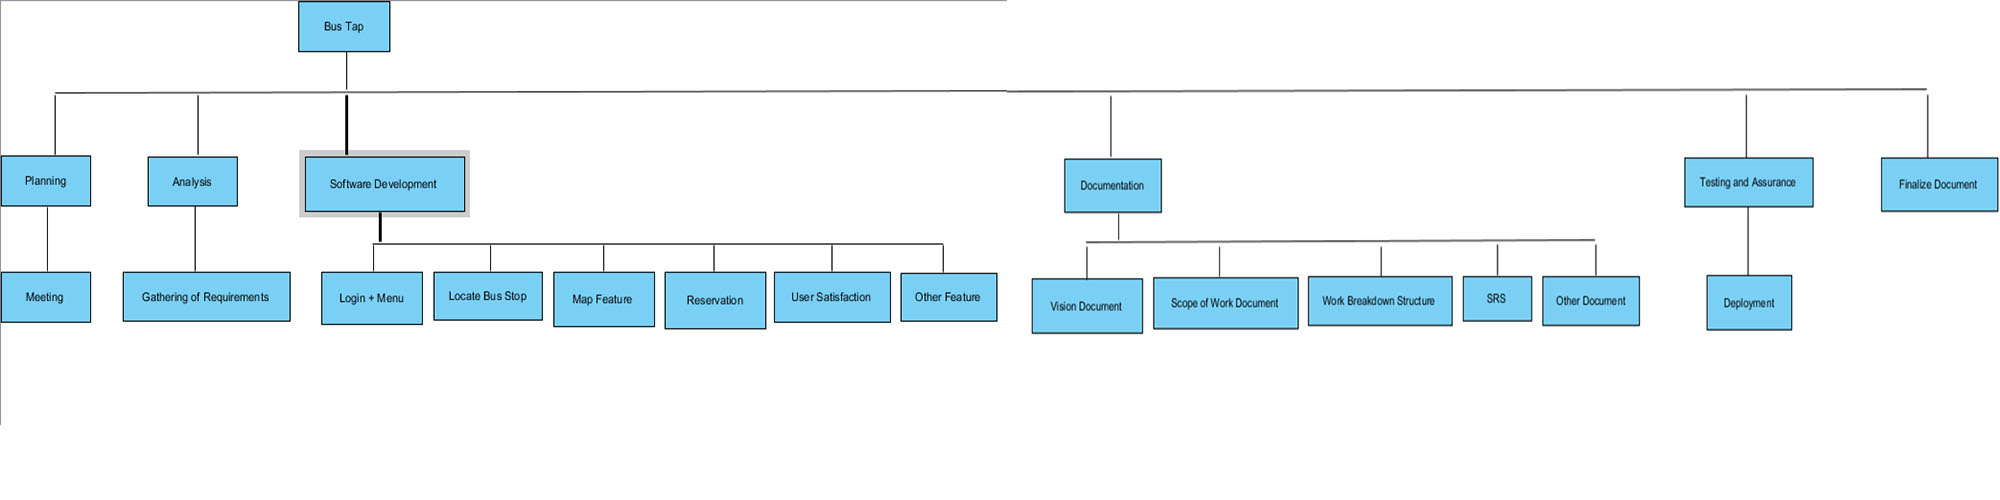 Bus Tap
Planning
Analysis
Software Development
Documentation
Testing and Assurance
Finalize Document
Meeting
Gathering of Requirements
Login + Menu
Locate Bus Stop
Map Feature
Reservation
User Satisfaction
Other Feature
Vision Document
Scope of Work Document
Work Breakdown Structure
SRS
Other Document
Deployment